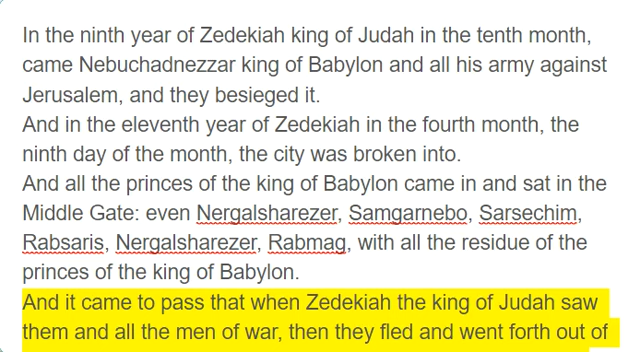 In the ninth year of Zedekiah king of Judah in the tenth month,
came Nebuchadnezzar king of Babylon and all his army against
Jerusalem, and they besieged it.
And in the eleventh year of Zedekiah in the fourth month, the
ninth day of the month, the city was broken into.
And all the princes of the king of Babylon came in and sat in the
Middle Gate: even Nergalsharezer, Samgarnebo, Sarsechim,
Rabsaris, Nergalsharezer, Rabmag, with all the residue of the
princes of the king of Babylon.
And it came to pass that when Zedekiah the king of Judah saw
them and all the men of war, then they fled and went forth out of